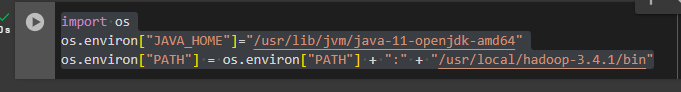 import os
os.environ["JAVA_HOME"]="/usr/lib/jvm/java-11-openjdk-amd64"
os.environ["PATH"] = os.environ["PATH"] + ":" + "/usr/local/hadoop-3.4.1/bin"